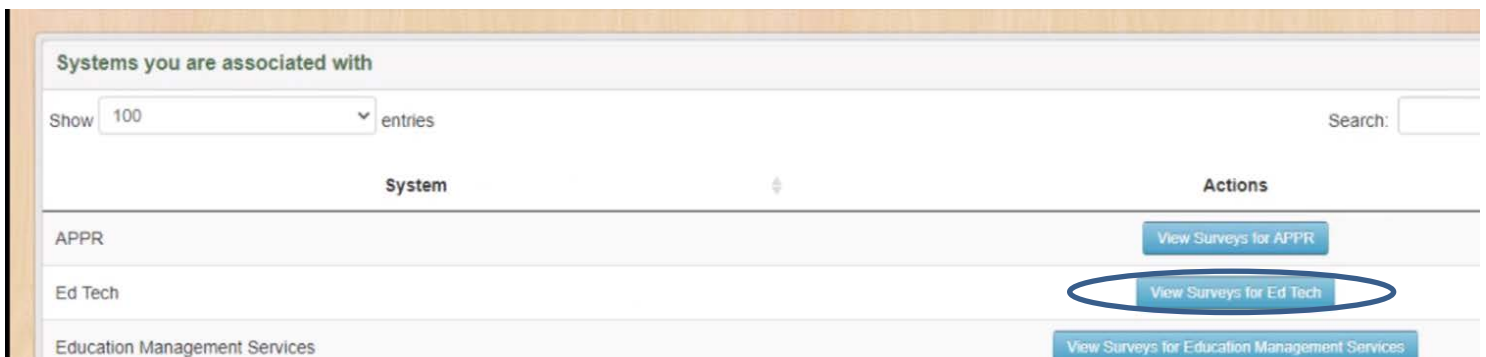 Systems you are associated with
Show 100 entries Search:
System Actions
APPR View Surveys for APPR
Ed Tech View Surveys for Ed Tech
Education Management Services View Surveys for Education Management Services